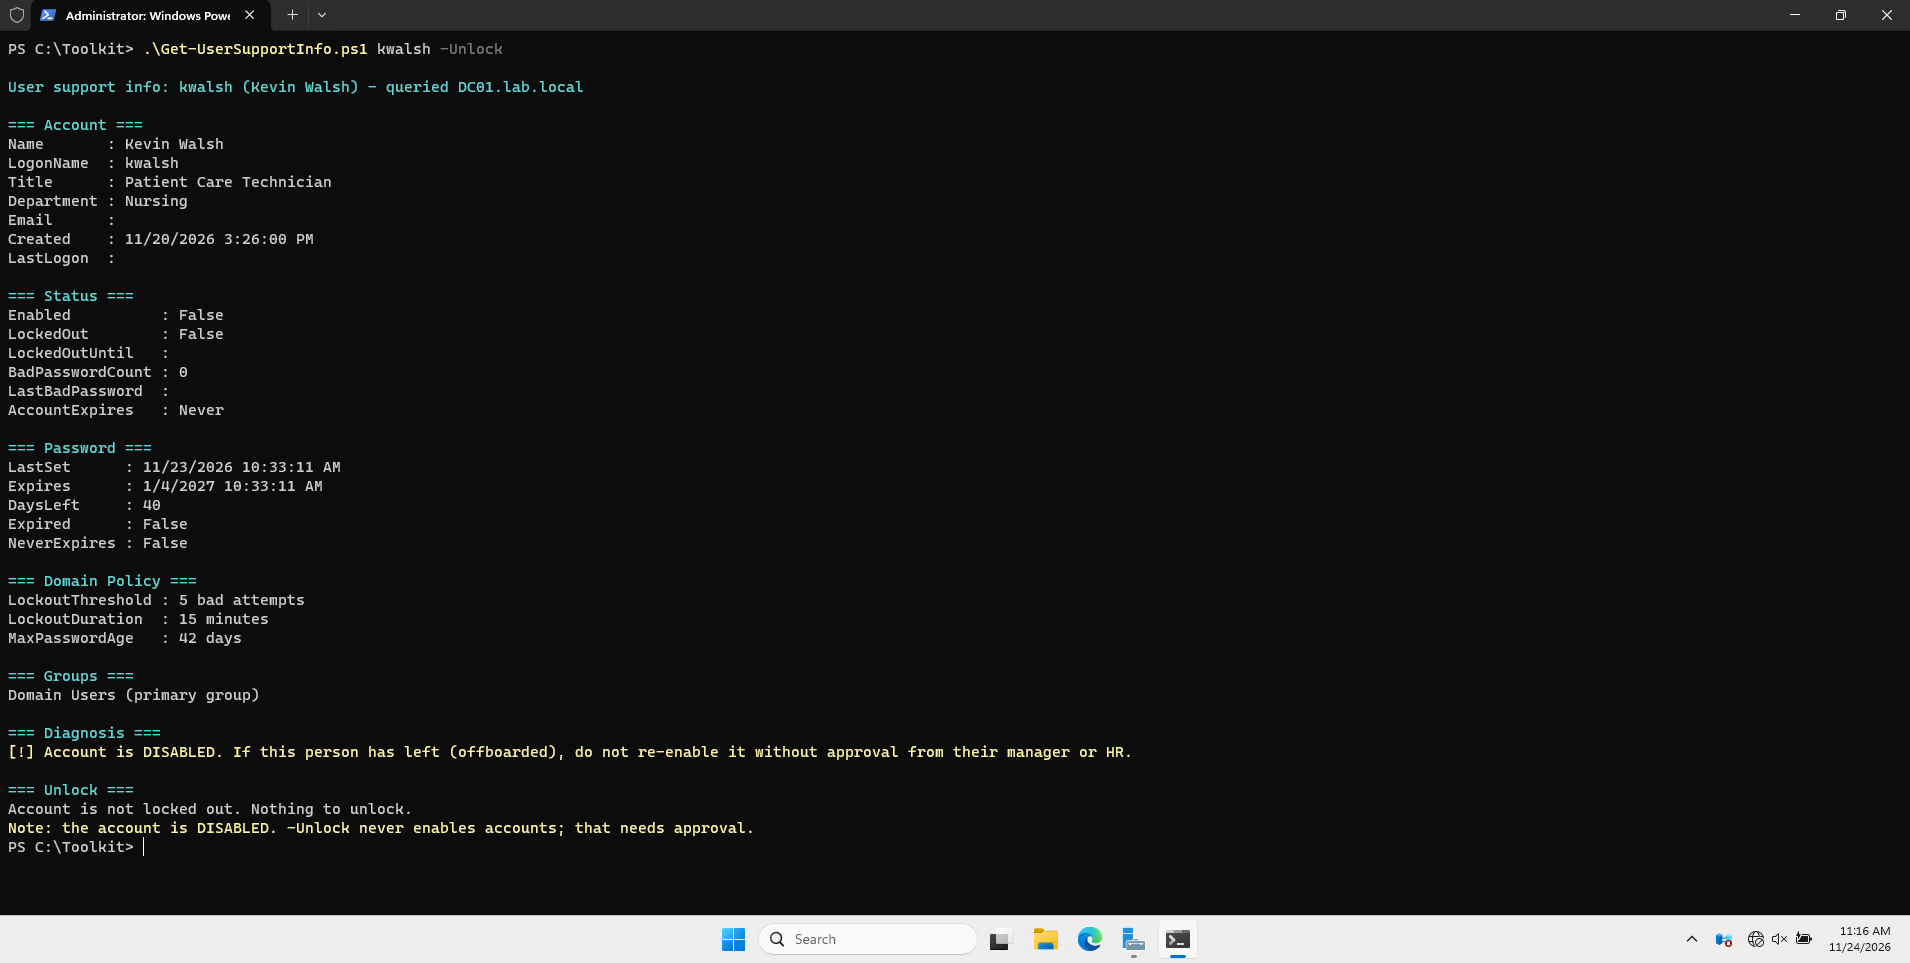 Administrator: Windows Powe
PS C:\Toolkit> .\Get-UserSupportInfo.ps1 kwalsh -Unlock
User support info: kwalsh (Kevin Walsh) - queried DC01.lab.local
=== Account ===
Name       : Kevin Walsh
LogonName  : kwalsh
Title      : Patient Care Technician
Department : Nursing
Email      :
Created    : 11/20/2026 3:26:00 PM
LastLogon  :
=== Status ===
Enabled          : False
LockedOut        : False
LockedOutUntil   :
BadPasswordCount : 0
LastBadPassword  :
AccountExpires   : Never
=== Password ===
LastSet      : 11/23/2026 10:33:11 AM
Expires      : 1/4/2027 10:33:11 AM
DaysLeft     : 40
Expired      : False
NeverExpires : False
=== Domain Policy ===
LockoutThreshold : 5 bad attempts
LockoutDuration  : 15 minutes
MaxPasswordAge   : 42 days
=== Groups ===
Domain Users (primary group)
=== Diagnosis ===
[!] Account is DISABLED. If this person has left (offboarded), do not re-enable it without approval from their manager or HR.
=== Unlock ===
Account is not locked out. Nothing to unlock.
Note: the account is DISABLED. -Unlock never enables accounts; that needs approval.
PS C:\Toolkit>
Search
11:16 AM
11/24/2026